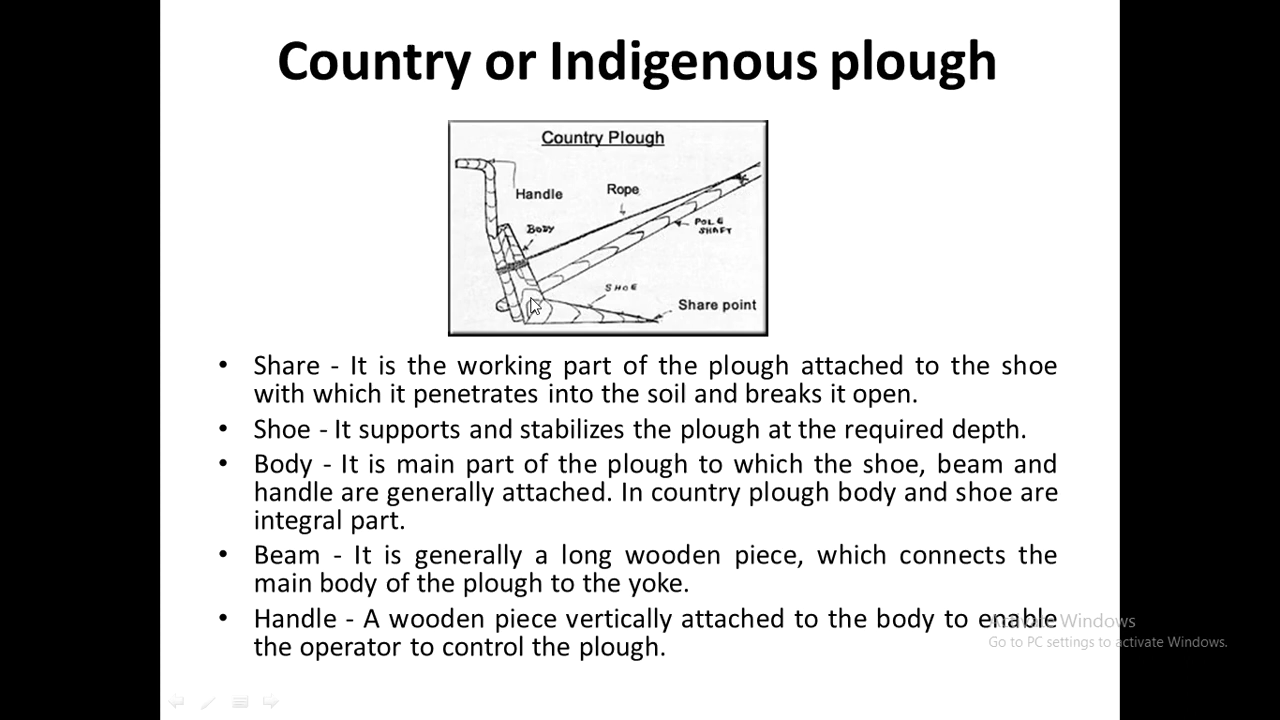 Country or Indigenous plough
Country Plough
Handle
Rope
BODY
POLE
SHAFT
SHOE
Share point
• Share - It is the working part of the plough attached to the shoe
with which it penetrates into the soil and breaks it open.
• Shoe - It supports and stabilizes the plough at the required depth.
• Body - It is main part of the plough to which the shoe, beam and
handle are generally attached. In country plough body and shoe are
integral part.
• Beam - It is generally a long wooden piece, which connects the
main body of the plough to the yoke.
• Handle - A wooden piece vertically attached to the body to enable
the operator to control the plough.
Activate Windows
Go to PC settings to activate Windows.